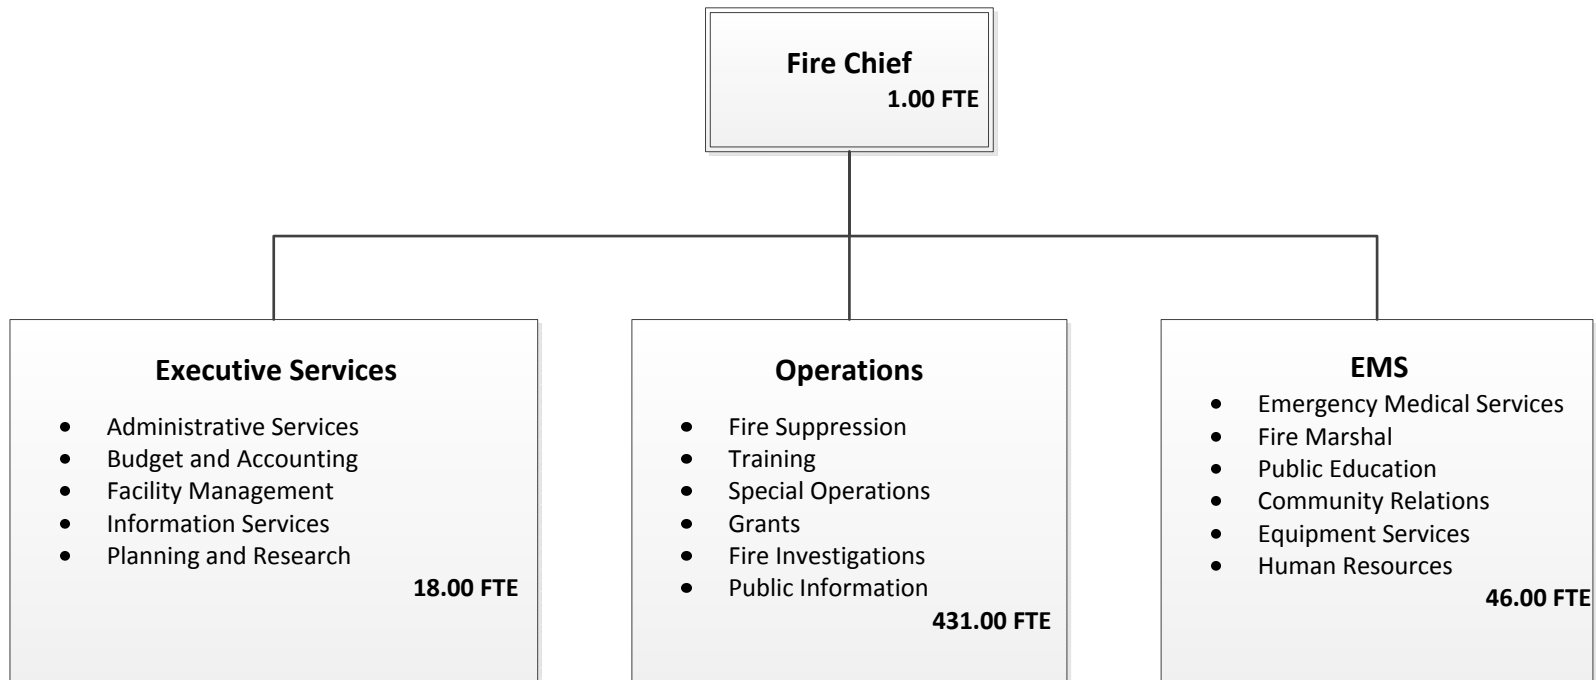 Fire Chief
1.00 FTE
Executive Services
• Administrative Services
• Budget and Accounting
• Facility Management
• Information Services
• Planning and Research
18.00 FTE
Operations
• Fire Suppression
• Training
• Special Operations
• Grants
• Fire Investigations
• Public Information
431.00 FTE
EMS
• Emergency Medical Services
• Fire Marshal
• Public Education
• Community Relations
• Equipment Services
• Human Resources
46.00 FTE